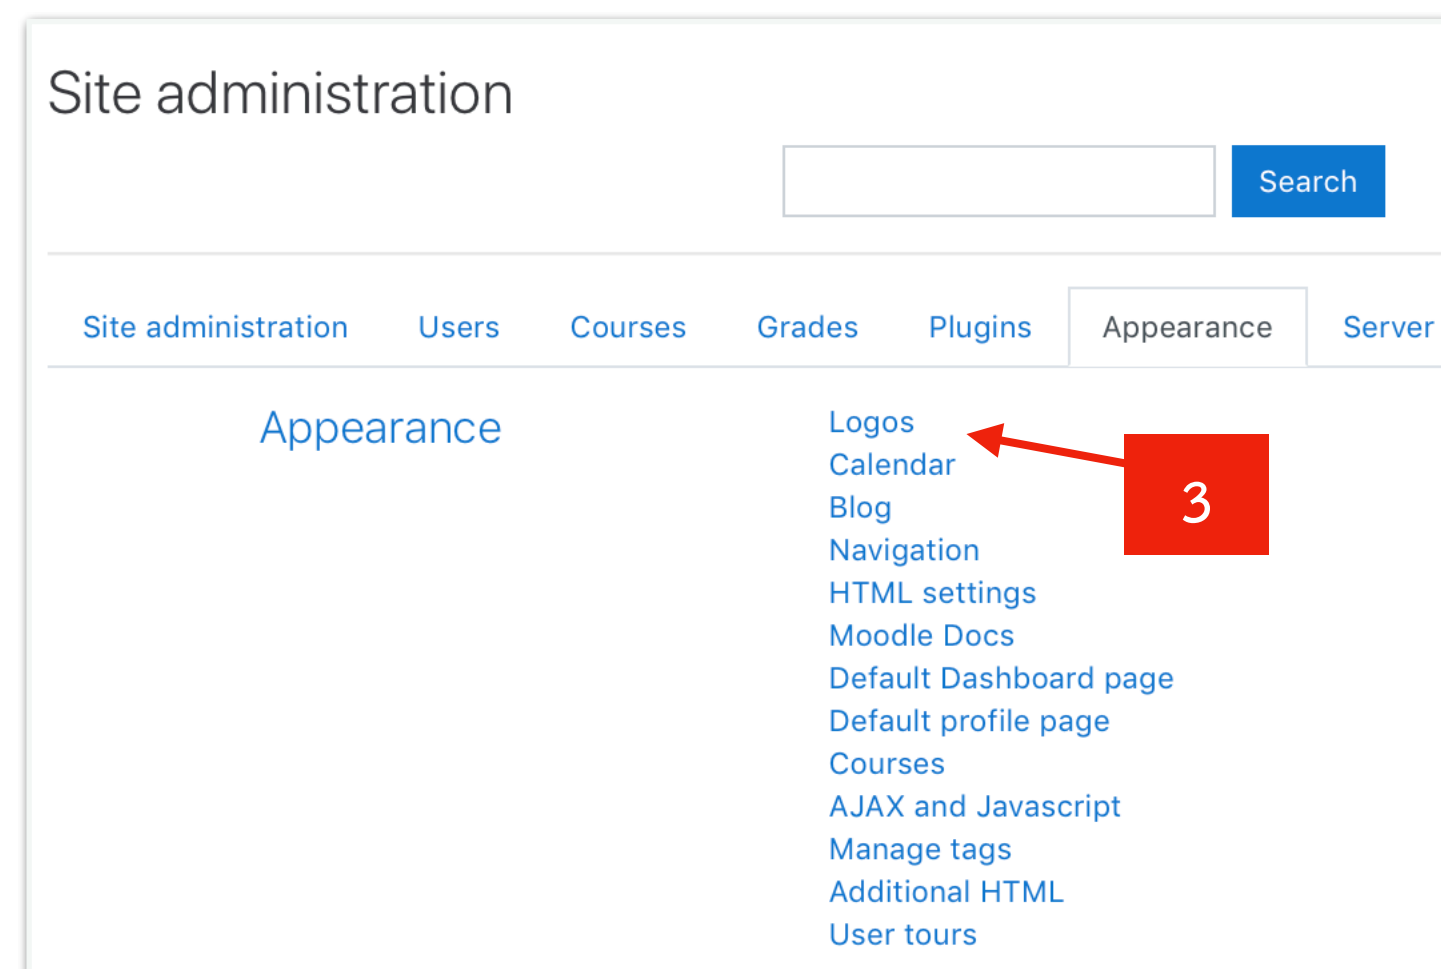 Site administration
Search
Site administration Users Courses Grades Plugins Appearance Server
Appearance
Logos
Calendar
3
Blog
Navigation
HTML settings
Moodle Docs
Default Dashboard page
Default profile page
Courses
AJAX and Javascript
Manage tags
Additional HTML
User tours